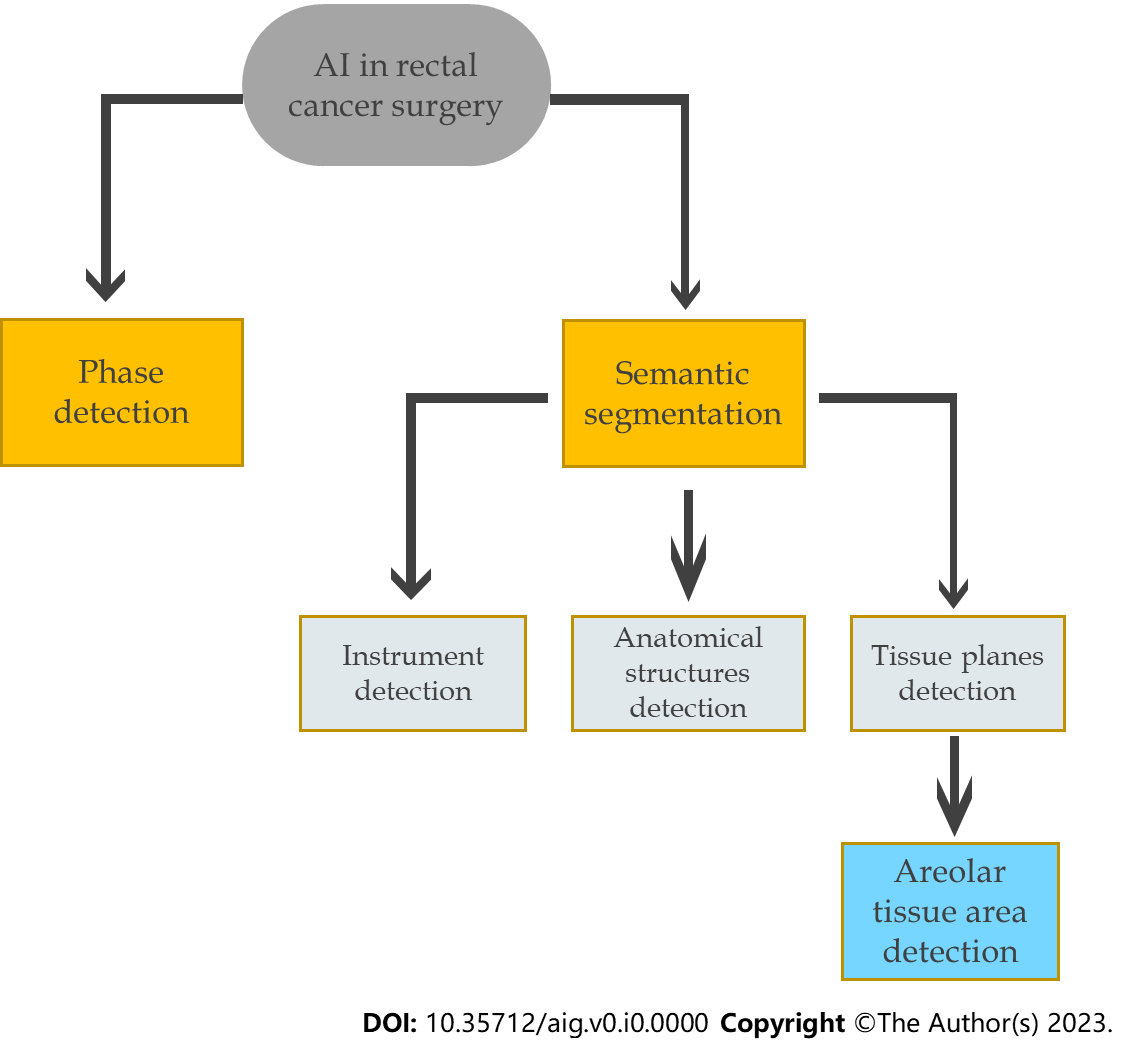 AI in rectal
cancer surgery
Phase
detection
Semantic
segmentation
Instrument
detection
Anatomical
structures
detection
Tissue planes
detection
Areolar
tissue area
detection
DOI: 10.35712/aig.v0.i0.0000 Copyright ©The Author(s) 2023.